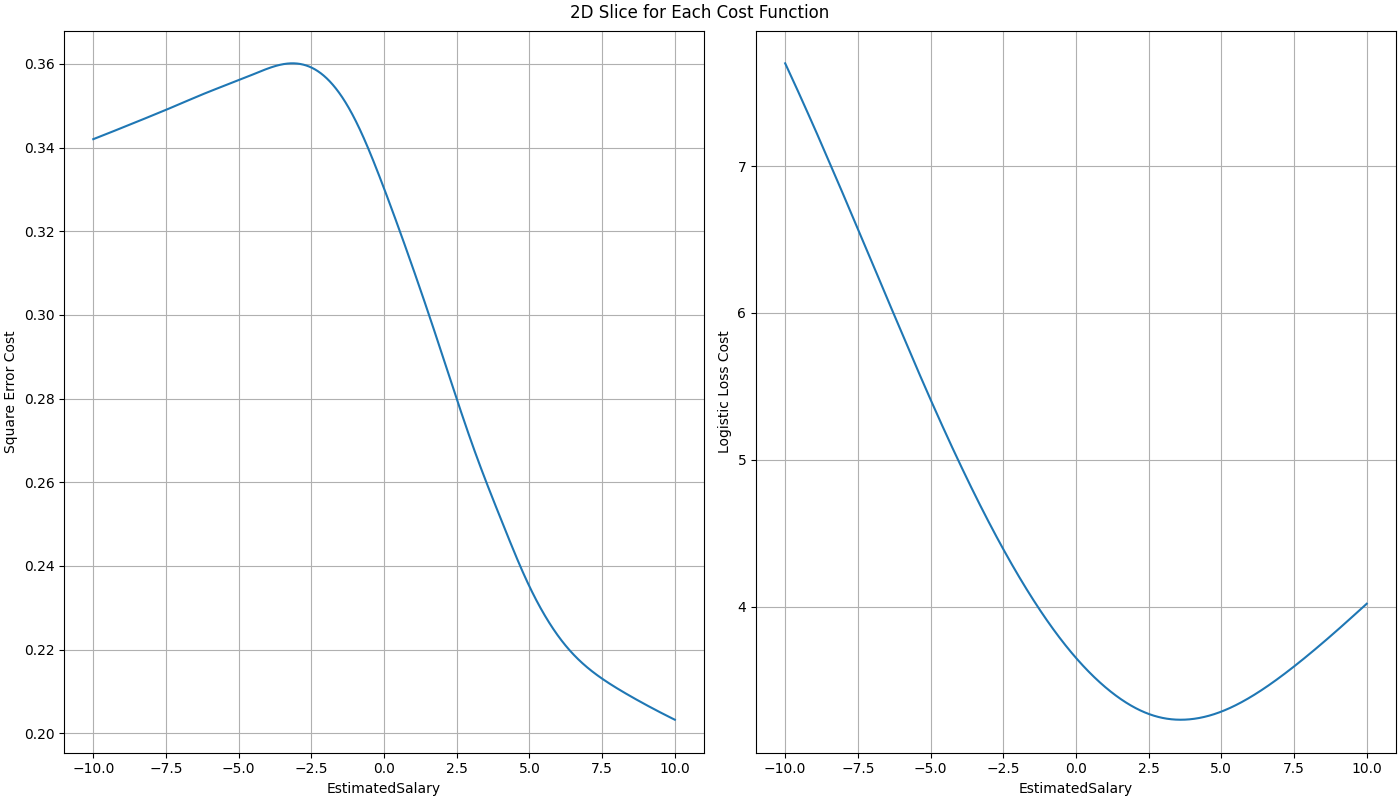 2D Slice for Each Cost Function
0.36
0.34
0.32
0.30
0.28
0.26
0.24
0.22
0.20
Square Error Cost
−10.0 −7.5 −5.0 −2.5 0.0 2.5 5.0 7.5 10.0
EstimatedSalary
7
6
5
4
Logistic Loss Cost
−10.0 −7.5 −5.0 −2.5 0.0 2.5 5.0 7.5 10.0
EstimatedSalary